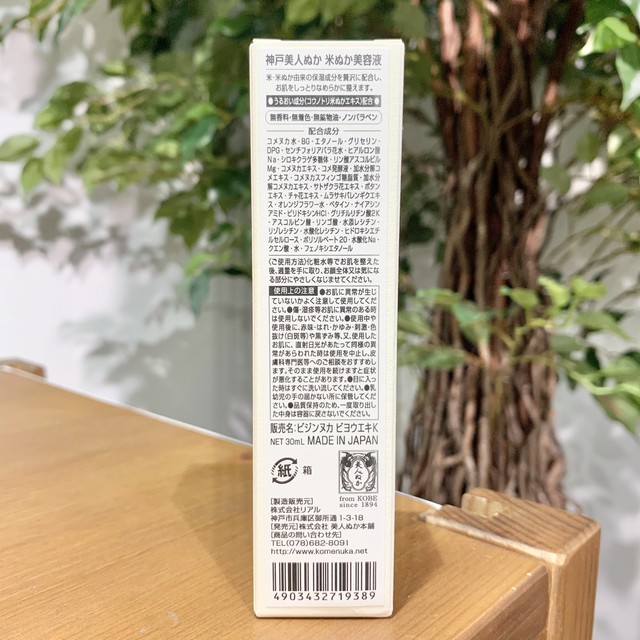 神戸美人ぬか 米ぬか美容液
米・米ぬか由来の保湿成分を贅沢に配合し、
お肌をしっとりなめらかに整えます。
●うるおい成分(コウノトリ米ぬかエキス)配合●
無香料・無着色・無鉱物油・ノンパラベン
配合成分
コメヌカ水・BG・エタノール・グリセリン・
DPG・センチフォリアバラ花水・ヒアルロン酸
Na・シロキクラゲ多糖体・リン酸アスコルビル
Mg・コメヌカエキス・コメ発酵液・加水分解コ
メエキス・コメヌカスフィンゴ糖脂質・加水分
解コメヌカエキス・サトザクラ花エキス・ボタン
エキス・チャ花エキス・ムラサキバレンギクエキ
ス・オレンジフラワー水・ベタイン・ナイアシン
アミド・ピリドキシンHCl・グリチルリチン酸2K
・アスコルビン酸・リンゴ酸・水添レシチン・
リゾレシチン・水酸化レシチン・ヒドロキシエチ
ルセルロース・ポリソルベート20・水酸化Na・
クエン酸・水・フェノキシエタノール
〈ご使用方法〉化粧水等でお肌を整えた
後、適量を手に取り、お顔全体又は気にな
る部分にやさしくなじませてください。
使用上の注意 ●お肌に異常が生じ
ていないかよく注意して使用してくだ
さい。●傷・湿疹等お肌に異常のある時
は使用しないでください。●使用中や
使用後に、赤味・はれ・かゆみ・刺激・色
抜け(白斑等)や黒ずみ等、又、使用した
お肌に、直射日光があたって同様の異
常があらわれた時は使用を中止し、皮
膚科専門医等へのご相談をおすすめし
ます。そのまま使用を続けますと症状
が悪化することがあります。●目に入っ
た時はすぐに洗い流してください。●乳
幼児の手の届かない所に保管してくだ
さい。●品質保持のため、一度取り出し
た中身は容器に戻さないでください。
販売名:ビジンヌカ ビヨウエキK
NET 30mL MADE IN JAPAN
紙 箱
美人ぬか
from KOBE
since 1894
[製造販売元]
株式会社リアル
神戸市兵庫区御所通1-3-18
[発売元]株式会社 美人ぬか本舗
[商品の問い合わせ先]
TEL(078)682-8091
http://www.komenuka.net
4903432719389